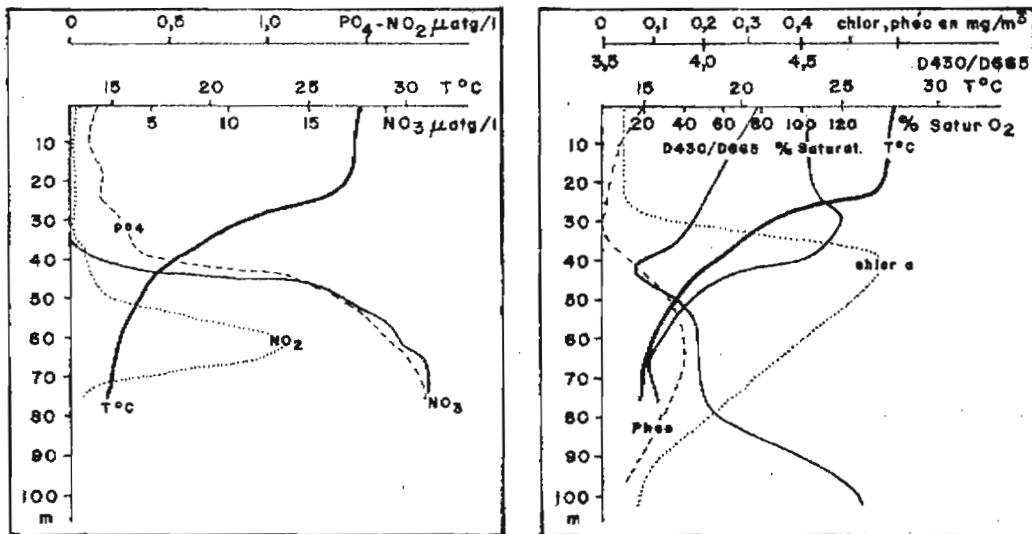 PO4-NO2 µatg/l
0 0,5 1,0
15 20 25 30 T°C
5 10 15 NO3 µatg/l
10
20
30
40
50
60
70
80
90
100
m
PO4
NO2
T°C
NO3
0 0,1 0,2 0,3 0,4 chlor, phéo en mg/m3
3,5 4,0 4,5 D430/D665
15 20 25 30 T°C
20 40 60 80 100 120 % Satur O2
D430/D665 % Saturat. T°C
10
20
30
40
50
60
70
80
90
100
m
chlor a
Pheo